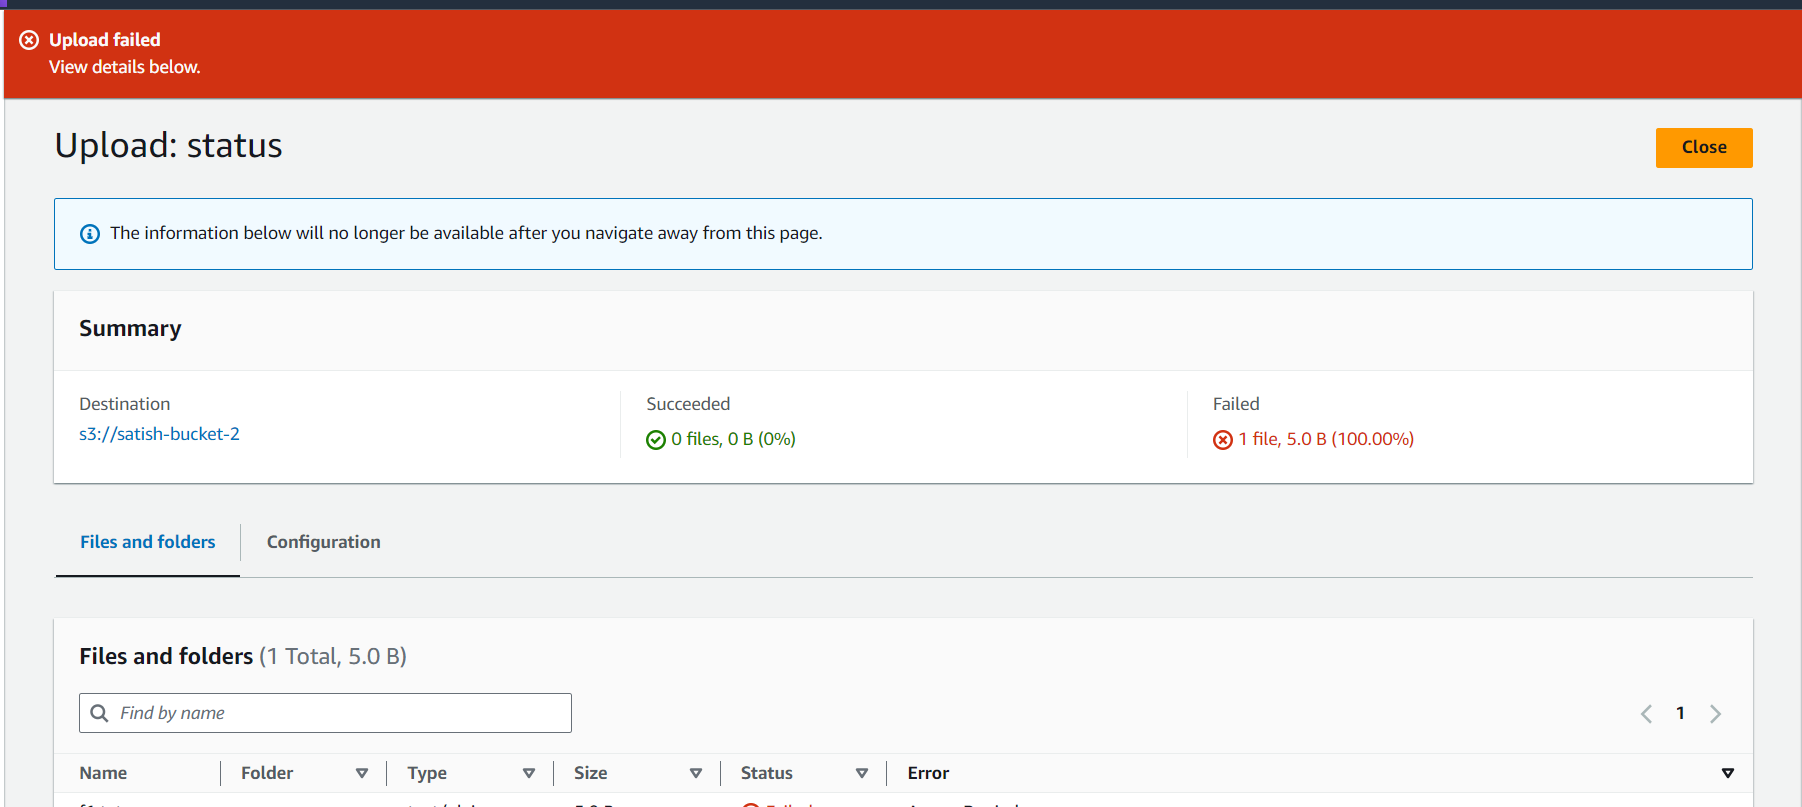 Upload failed
View details below.
Upload: status
Close
The information below will no longer be available after you navigate away from this page.
Summary
Destination
s3://satish-bucket-2
Succeeded
0 files, 0 B (0%)
Failed
1 file, 5.0 B (100.00%)
Files and folders
Configuration
Files and folders (1 Total, 5.0 B)
Find by name
1
Name Folder Type Size Status Error